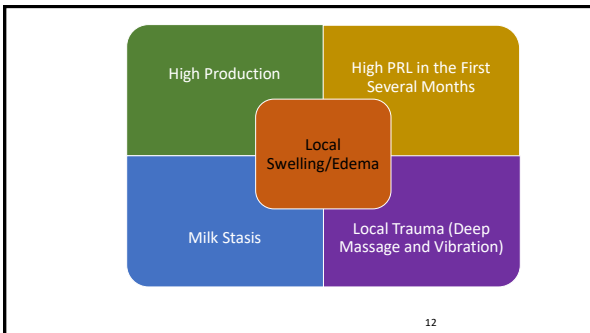 High Production
High PRL in the First
Several Months
Local
Swelling/Edema
Milk Stasis
Local Trauma (Deep
Massage and Vibration)
12